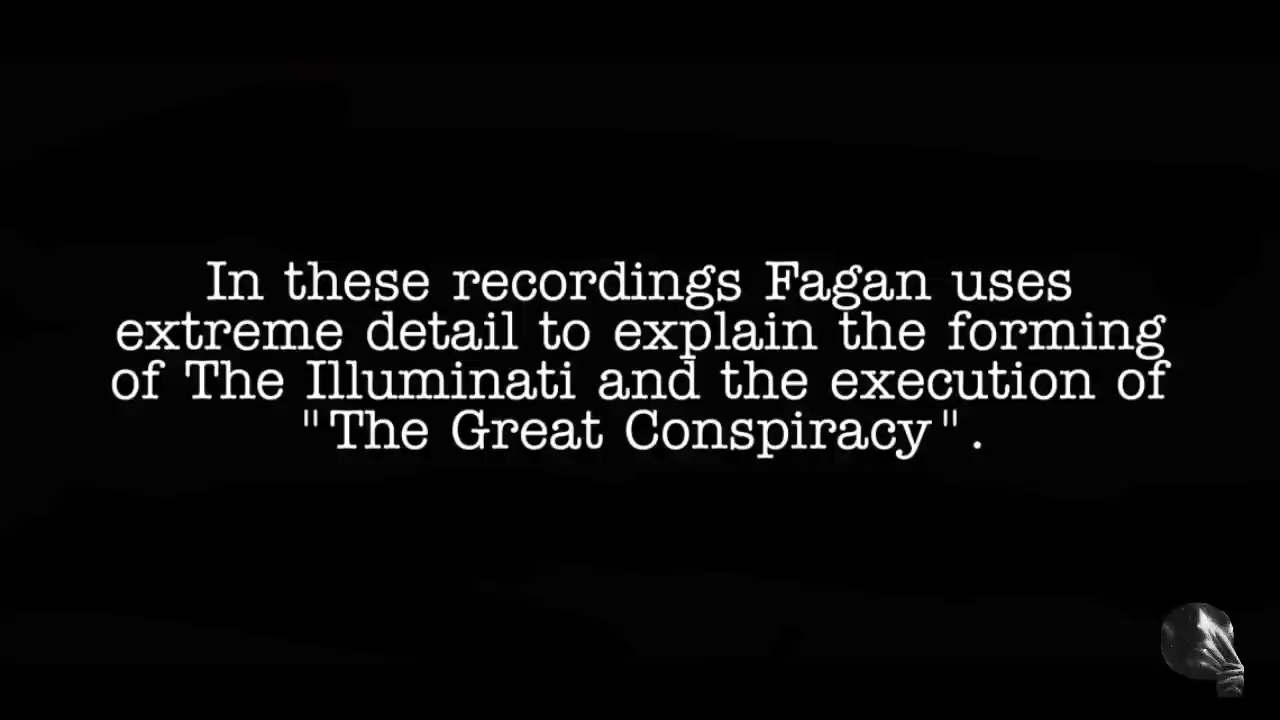 In these recordings Fagan uses
extreme detail to explain the forming
of The Illuminati and the execution of
"The Great Conspiracy".